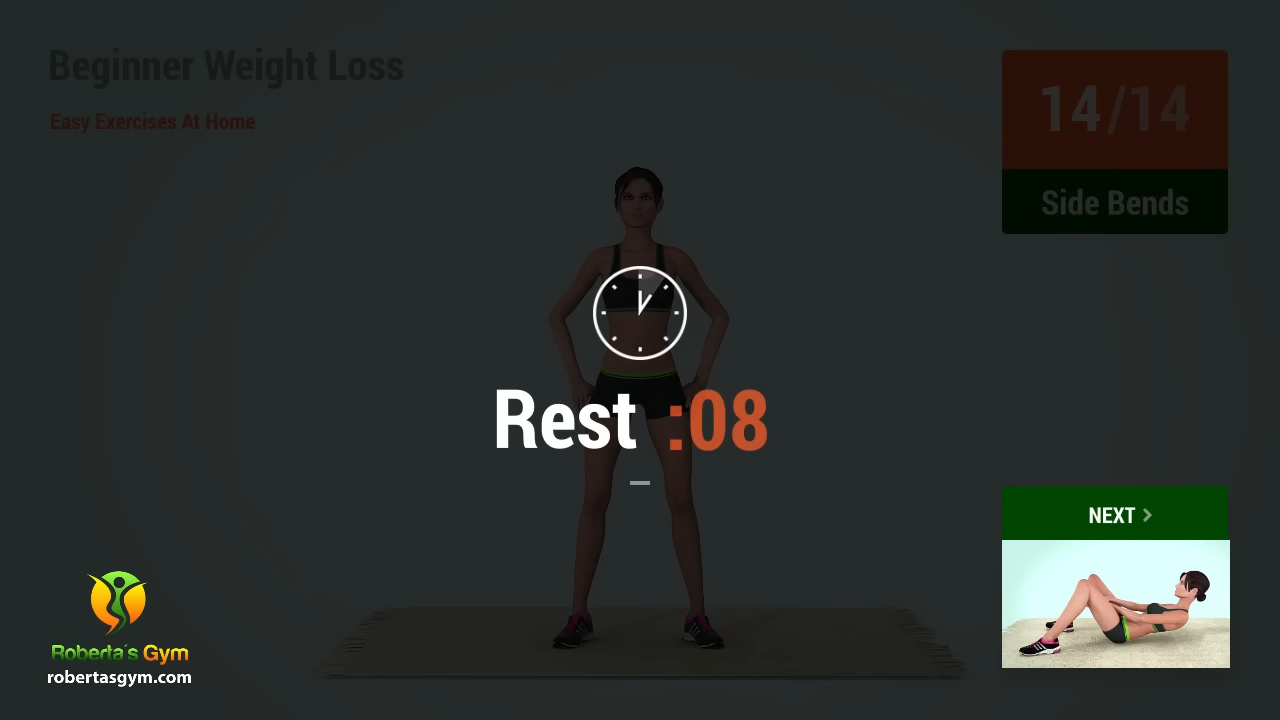 Beginner Weight Loss
Easy Exercises At Home
14/14
Side Bends
Rest :08
NEXT >
Roberta's Gym
robertasgym.com